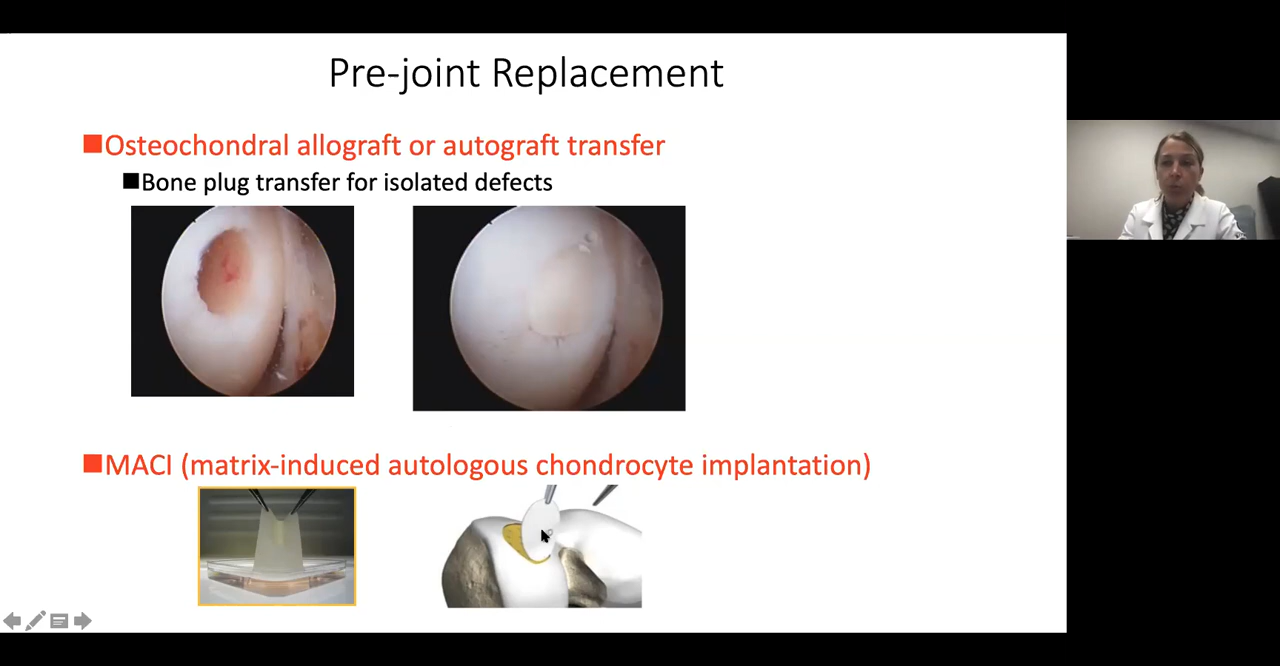 Pre-joint Replacement
Osteochondral allograft or autograft transfer
Bone plug transfer for isolated defects
MACI (matrix-induced autologous chondrocyte implantation)